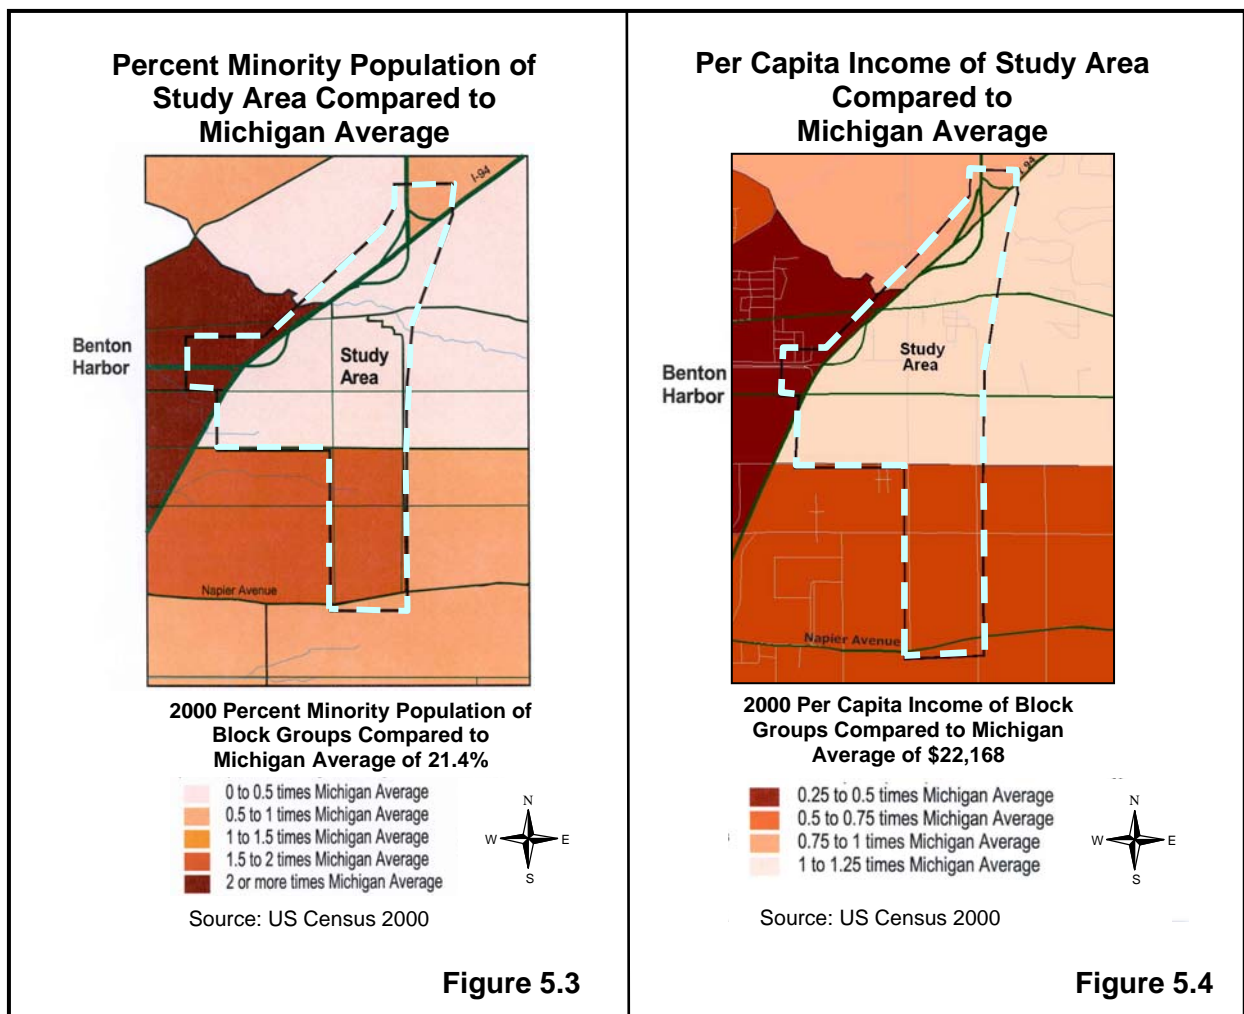 Percent Minority Population of
Study Area Compared to
Michigan Average
I-94
Benton
Harbor
Study
Area
Napier Avenue
2000 Percent Minority Population of
Block Groups Compared to
Michigan Average of 21.4%
0 to 0.5 times Michigan Average
0.5 to 1 times Michigan Average
1 to 1.5 times Michigan Average
1.5 to 2 times Michigan Average
2 or more times Michigan Average
N
W E
S
Source: US Census 2000
Figure 5.3
Per Capita Income of Study Area
Compared to
Michigan Average
I-94
Benton
Harbor
Study
Area
Napier Avenue
2000 Per Capita Income of Block
Groups Compared to Michigan
Average of $22,168
0.25 to 0.5 times Michigan Average
0.5 to 0.75 times Michigan Average
0.75 to 1 times Michigan Average
1 to 1.25 times Michigan Average
N
W E
S
Source: US Census 2000
Figure 5.4